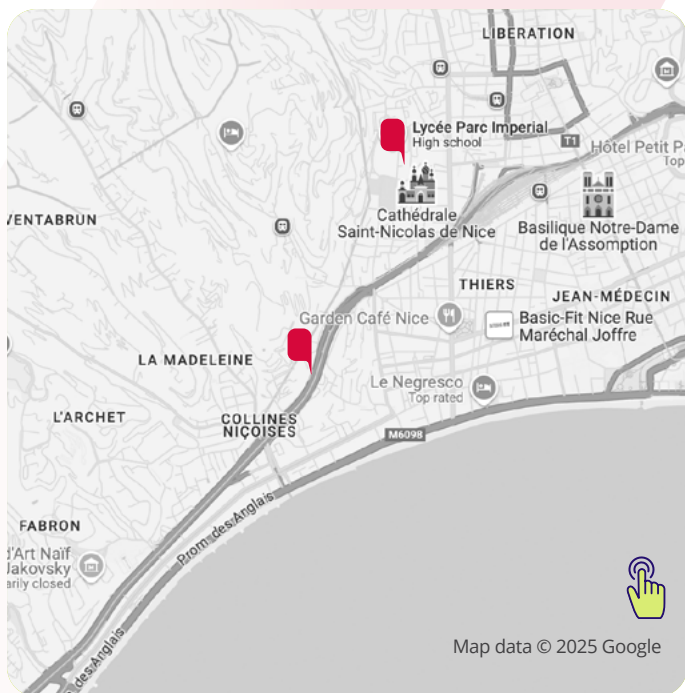 LIBERATION
Lycée Parc Imperial
High school
T1
Hôtel Petit P
Top
Cathédrale
Saint-Nicolas de Nice
Basilique Notre-Dame
de l'Assomption
VENTABRUN
THIERS
JEAN-MÉDECIN
Garden Café Nice
Basic-Fit Nice Rue
Maréchal Joffre
LA MADELEINE
Le Negresco
Top rated
L'ARCHET
COLLINES
NIÇOISES
M6098
Prom. des Anglais
FABRON
d'Art Naïf
Jakovsky
arily closed
des Anglais
Map data © 2025 Google